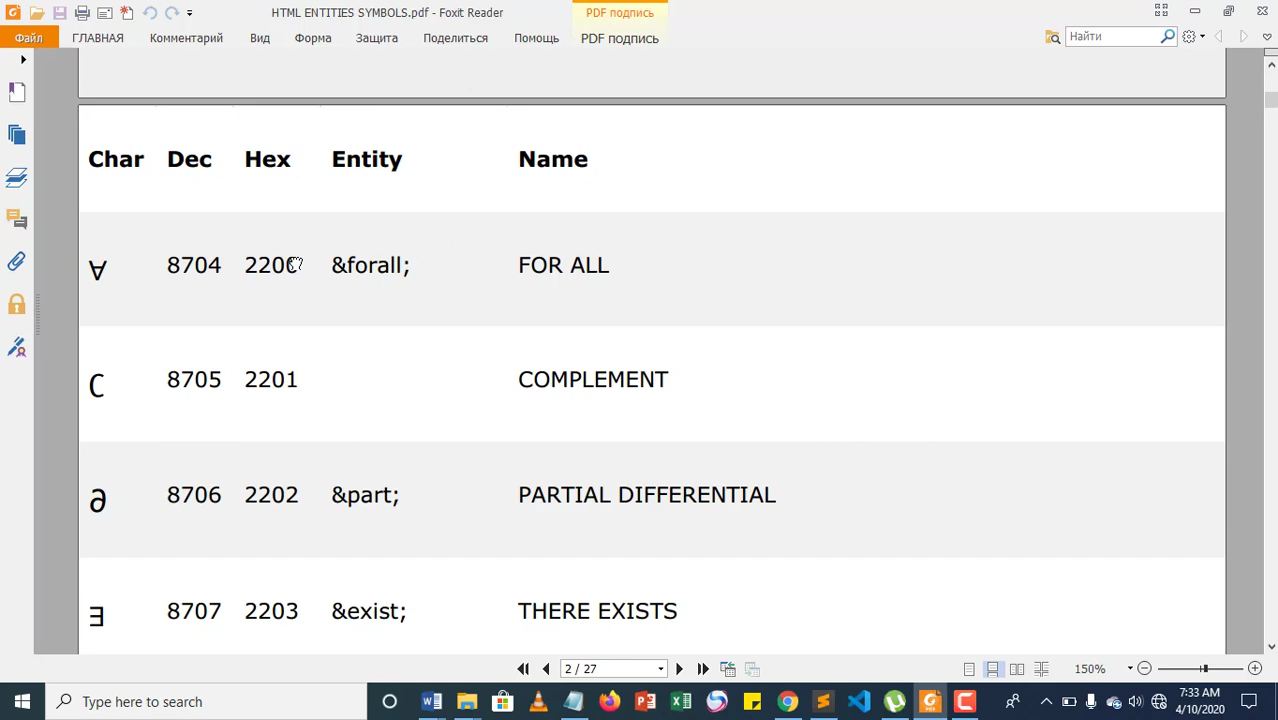 HTML ENTITIES SYMBOLS.pdf - Foxit Reader
PDF подпись
Файл ГЛАВНАЯ Комментарий Вид Форма Защита Поделиться Помощь PDF подпись
Найти
Char Dec Hex Entity Name
∀ 8704 2200 &forall; FOR ALL
∁ 8705 2201 COMPLEMENT
∂ 8706 2202 &part; PARTIAL DIFFERENTIAL
∃ 8707 2203 &exist; THERE EXISTS
2 / 27
150%
Type here to search
7:33 AM
4/10/2020